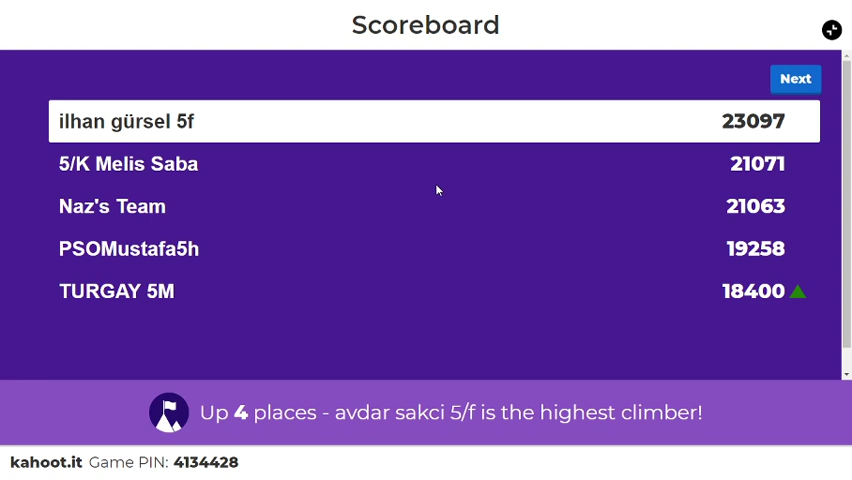 Scoreboard
Next
ilhan gürsel 5f 23097
5/K Melis Saba 21071
Naz's Team 21063
PSOMustafa5h 19258
TURGAY 5M 18400
Up 4 places - avdar sakci 5/f is the highest climber!
kahoot.it Game PIN: 4134428